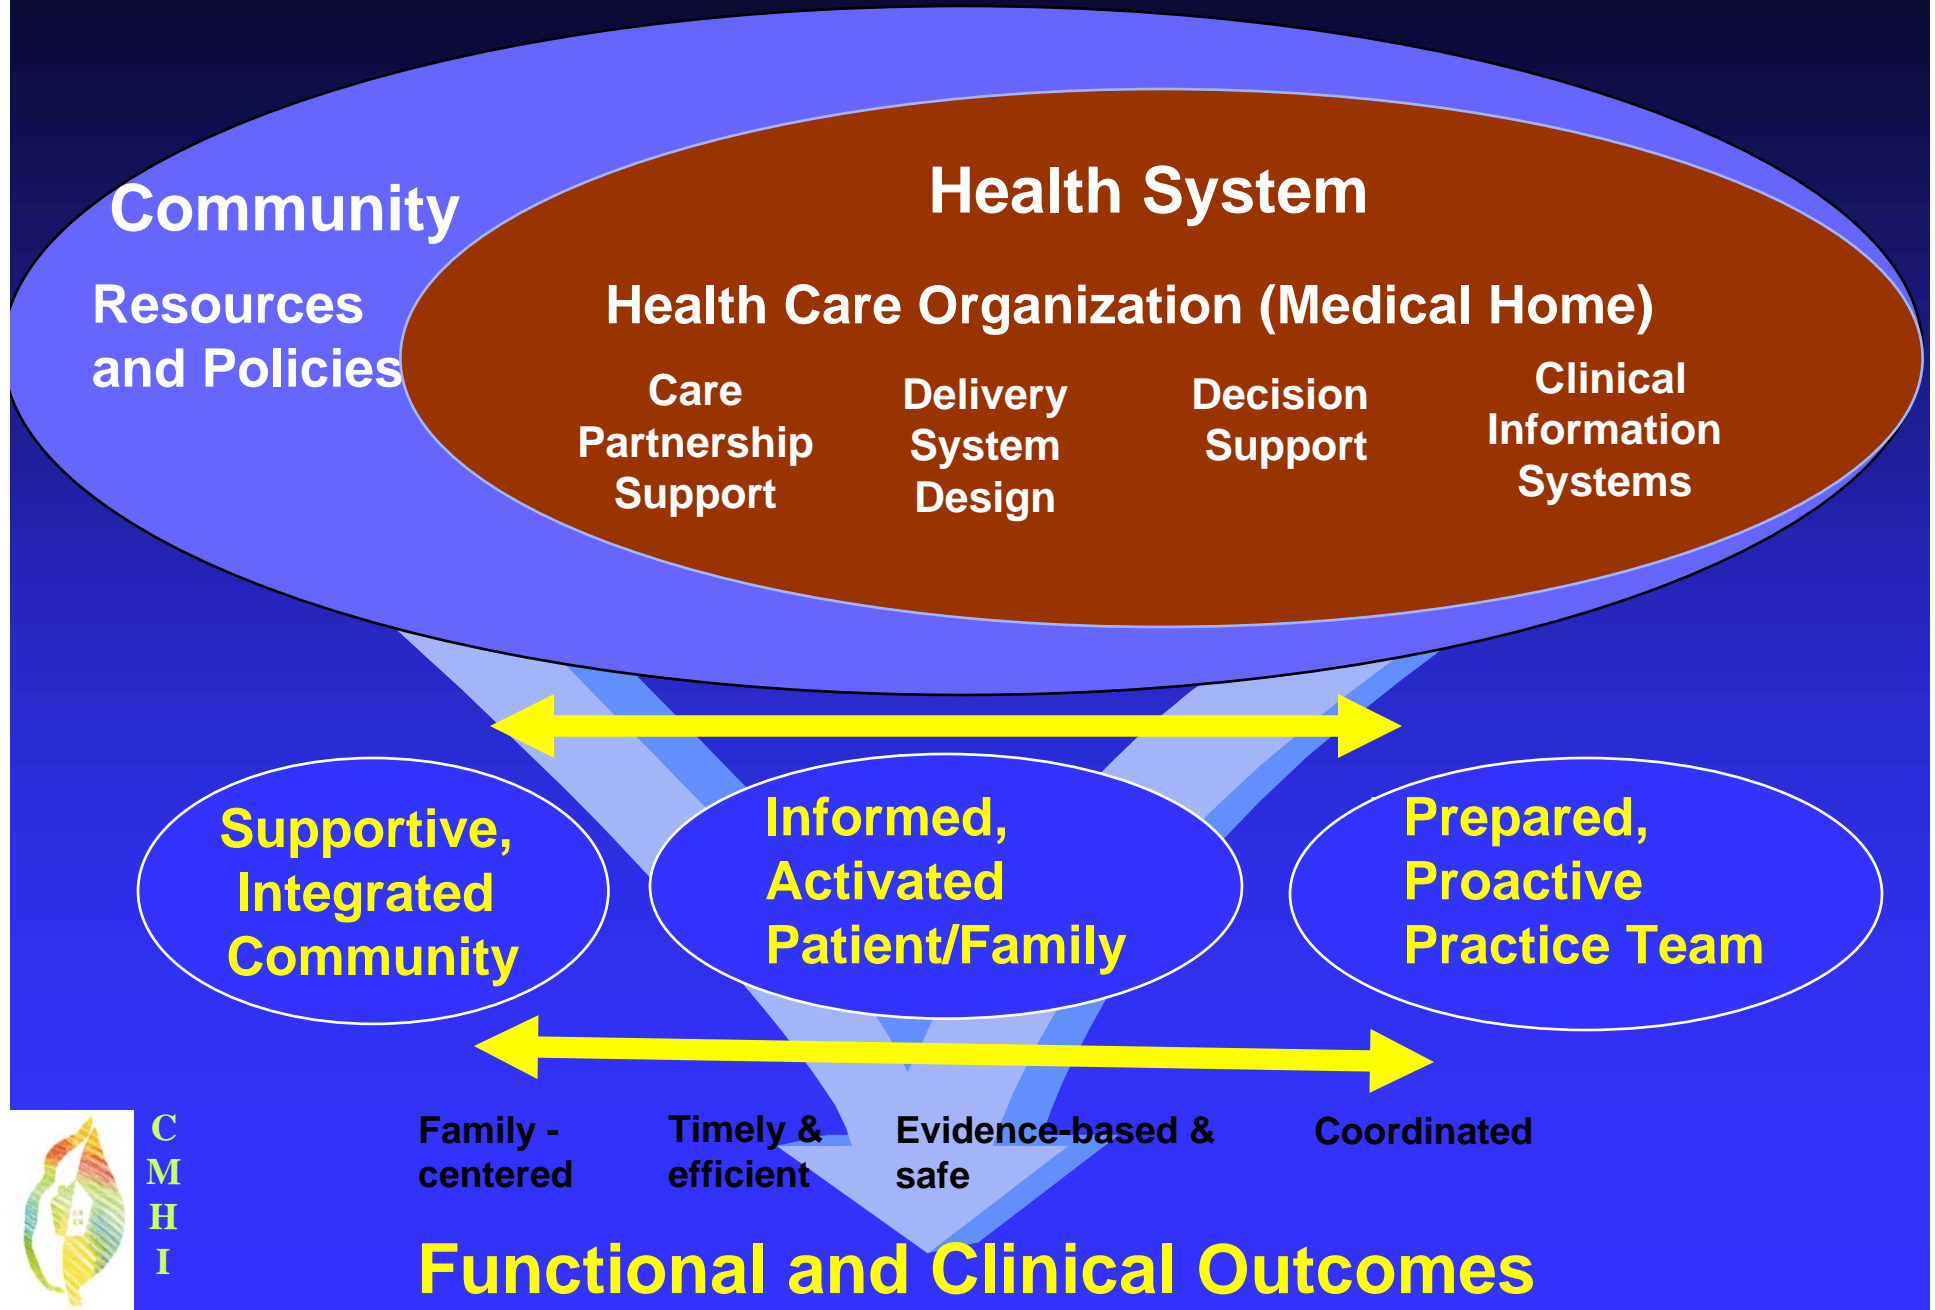 Community
Resources
and Policies
Health System
Health Care Organization (Medical Home)
Care
Partnership
Support
Delivery
System
Design
Decision
Support
Clinical
Information
Systems
Supportive,
Integrated
Community
Informed,
Activated
Patient/Family
Prepared,
Proactive
Practice Team
Family -
centered
Timely &
efficient
Evidence-based &
safe
Coordinated
Functional and Clinical Outcomes
C
M
H
I